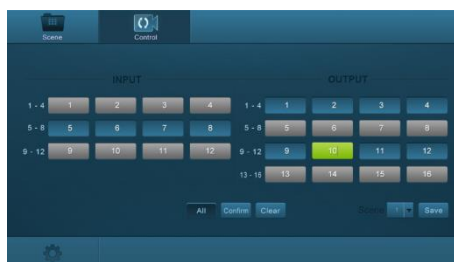 Scene Control
INPUT OUTPUT
1 - 4 1 2 3 4 1 - 4 1 2 3 4
5 - 8 5 6 7 8 5 - 8 5 6 7 8
9 - 12 9 10 11 12 9 - 12 9 10 11 12
13 - 16 13 14 15 16
All Confirm Clear Scene 1 Save